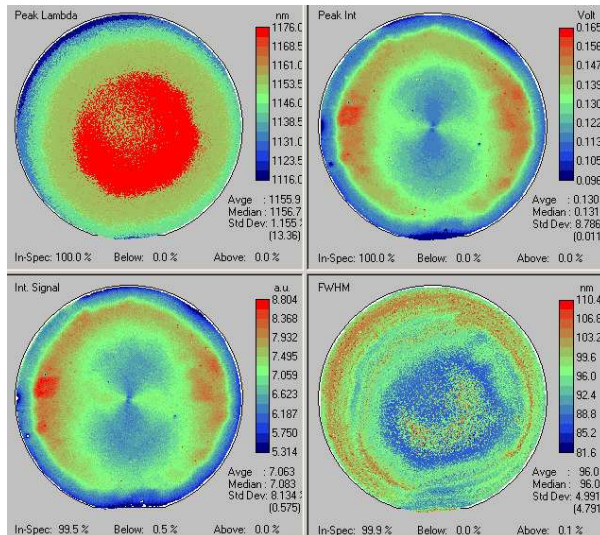 Peak Lambda
nm
1176.0
1168.5
1161.0
1153.5
1146.0
1138.5
1131.0
1123.5
1116.0
Avge : 1155.9
Median : 1156.7
Std Dev: 1.155 %
(13.36)
In-Spec: 100.0 % Below: 0.0 % Above: 0.0 %
Peak Int
Volt
0.165
0.156
0.147
0.139
0.130
0.122
0.113
0.105
0.096
Avge : 0.130
Median : 0.131
Std Dev: 8.786
(0.011
In-Spec: 100.0 % Below: 0.0 % Above: 0.0 %
Int. Signal
a.u.
8.804
8.368
7.932
7.495
7.059
6.623
6.187
5.750
5.314
Avge : 7.063
Median : 7.083
Std Dev: 8.134 %
(0.575)
In-Spec: 99.5 % Below: 0.5 % Above: 0.0 %
FWHM
nm
110.4
106.8
103.2
99.6
96.0
92.4
88.8
85.2
81.6
Avge : 96.0
Median : 96.0
Std Dev: 4.991
(4.791
In-Spec: 99.9 % Below: 0.0 % Above: 0.1 %